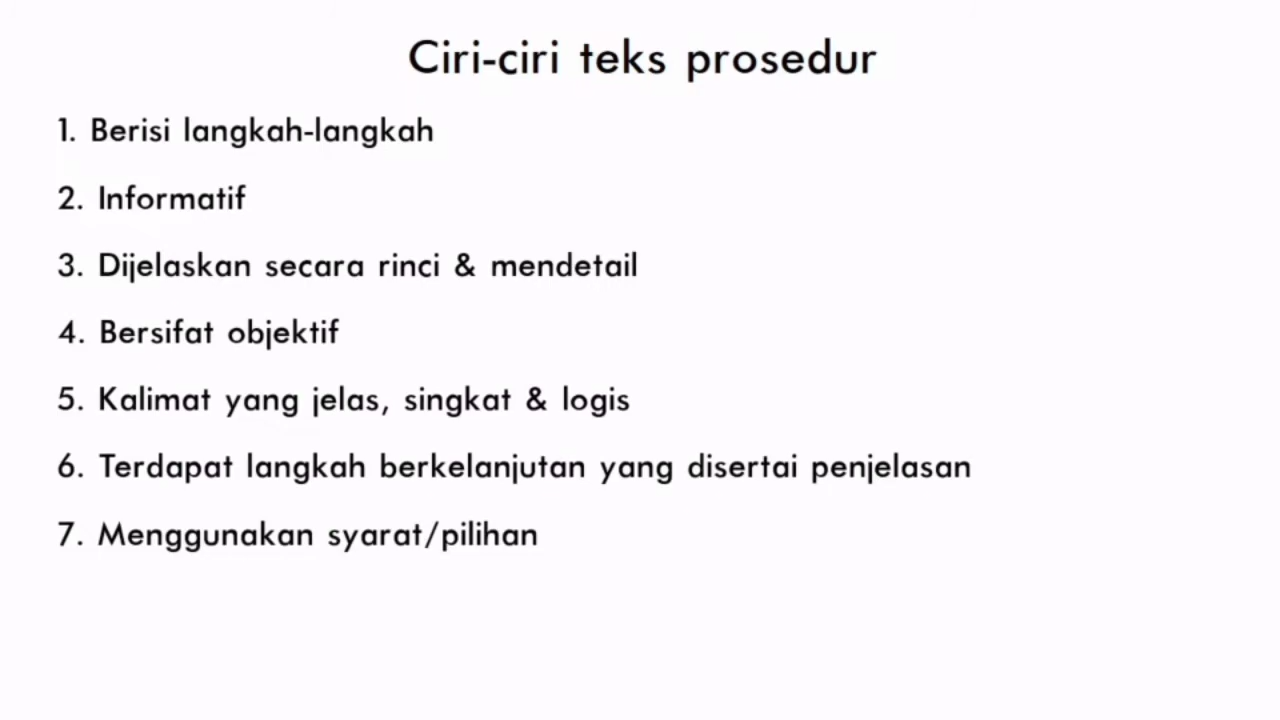 Ciri-ciri teks prosedur
1. Berisi langkah-langkah
2. Informatif
3. Dijelaskan secara rinci & mendetail
4. Bersifat objektif
5. Kalimat yang jelas, singkat & logis
6. Terdapat langkah berkelanjutan yang disertai penjelasan
7. Menggunakan syarat/pilihan